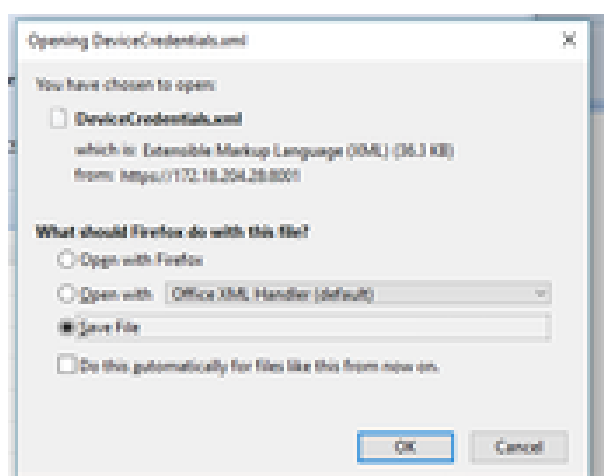 Opening DeviceCredentials.xml
You have chosen to open:
DeviceCredentials.xml
which is: Extensible Markup Language (XML) (36.3 KB)
from: https://172.18.204.28:8001
What should Firefox do with this file?
Open with Firefox
Open with Office XML Handler (default)
Save File
Do this automatically for files like this from now on.
OK Cancel